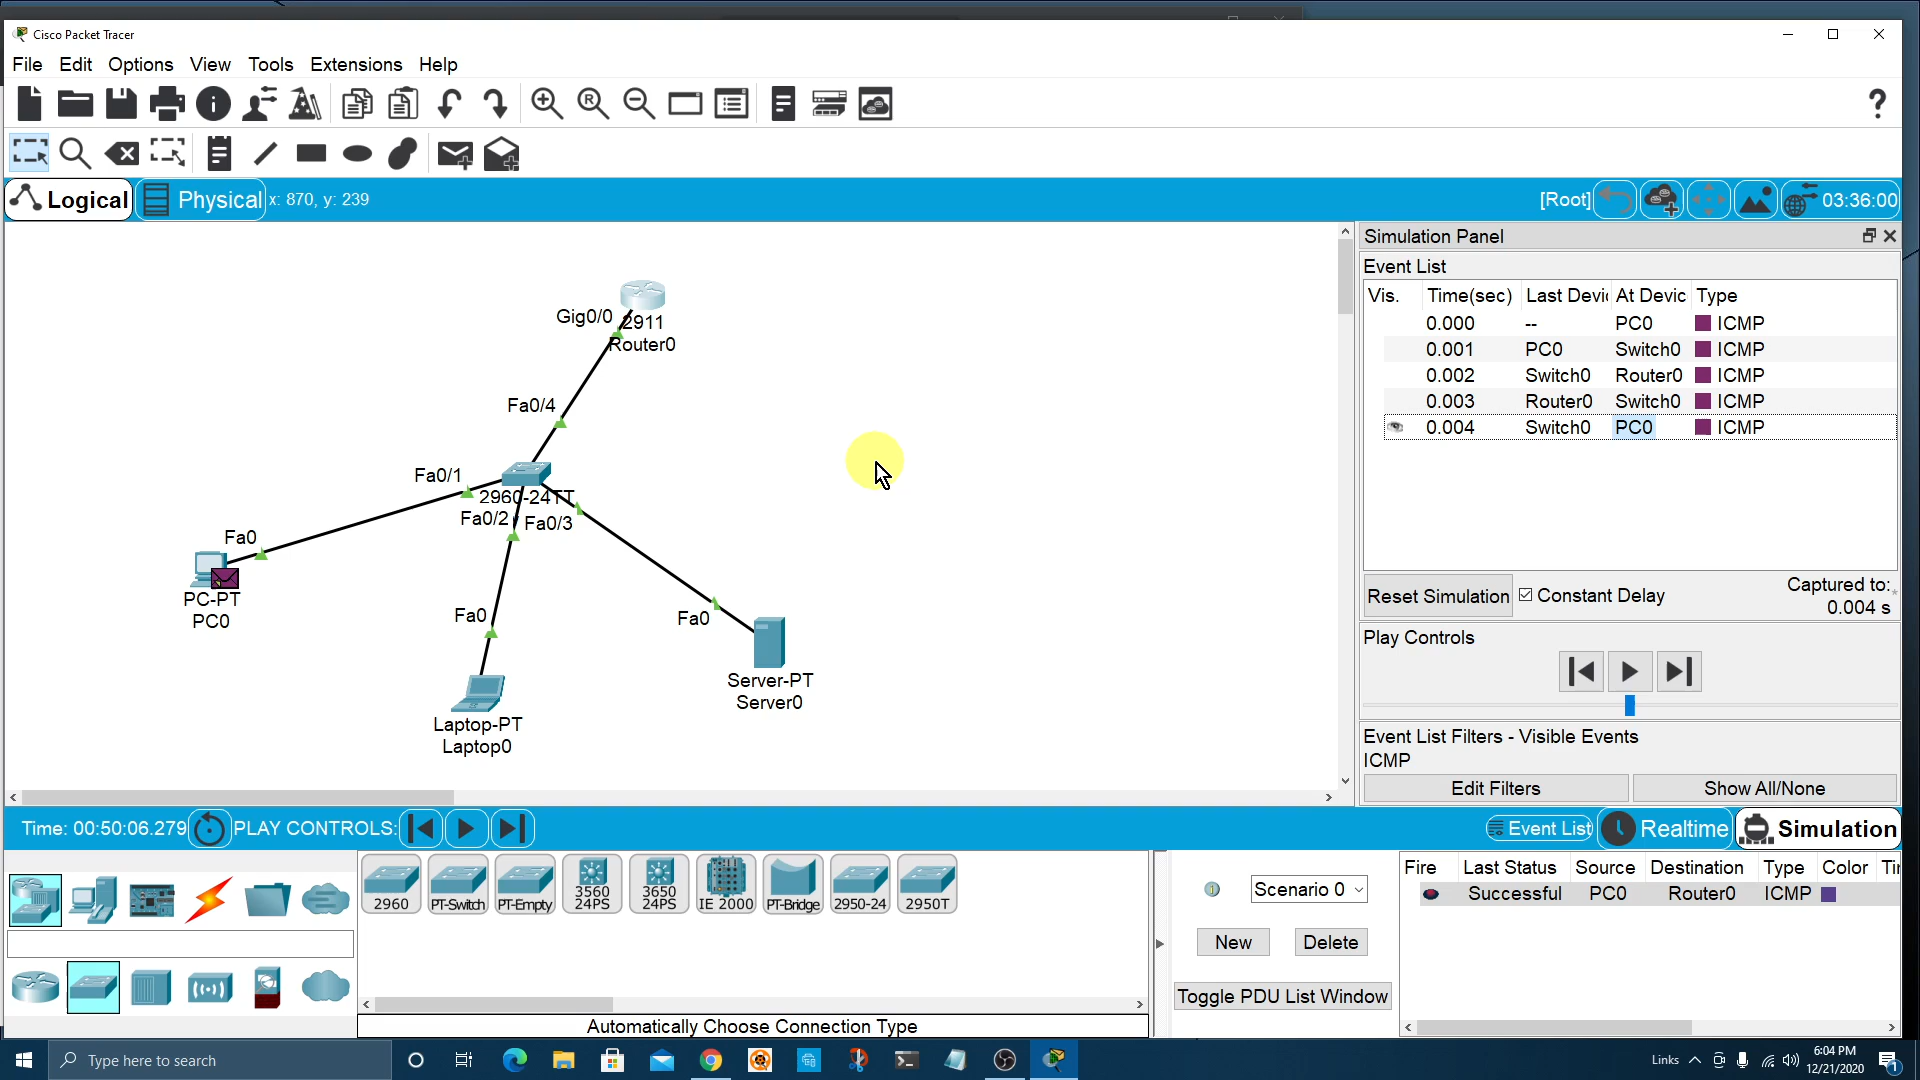 Cisco Packet Tracer
File Edit Options View Tools Extensions Help
Logical Physical x: 870, y: 239 [Root] 03:36:00
Simulation Panel
Event List
Vis. Time(sec) Last Devic At Devic Type
0.000 -- PC0 ICMP
0.001 PC0 Switch0 ICMP
0.002 Switch0 Router0 ICMP
0.003 Router0 Switch0 ICMP
0.004 Switch0 PC0 ICMP
Reset Simulation Constant Delay Captured to:
0.004 s
Play Controls
Event List Filters - Visible Events
ICMP
Edit Filters Show All/None
Gig0/0
2911
Router0
Fa0/4
Fa0/1
2960-24TT
Fa0/2 Fa0/3
Fa0
PC-PT
PC0
Fa0
Laptop-PT
Laptop0
Fa0
Server-PT
Server0
Time: 00:50:06.279 PLAY CONTROLS: Event List Realtime Simulation
2960 PT-Switch PT-Empty 3560 24PS 3650 24PS IE 2000 PT-Bridge 2950-24 2950T
Automatically Choose Connection Type
Scenario 0
New Delete
Toggle PDU List Window
Fire Last Status Source Destination Type Color Ti
Successful PC0 Router0 ICMP
Type here to search
Links
6:04 PM
12/21/2020
1